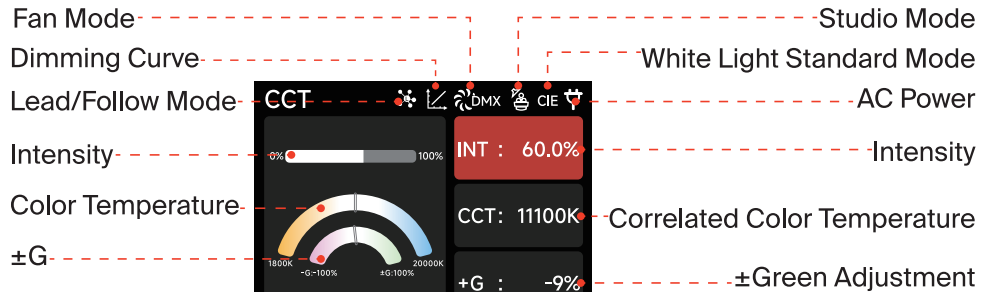 Fan Mode
Studio Mode
Dimming Curve
White Light Standard Mode
Lead/Follow Mode
CCT
DMX
CIE
AC Power
Intensity
0%
100%
INT : 60.0%
Intensity
Color Temperature
CCT: 11100K
Correlated Color Temperature
±G
1800K
-G:-100%
±G:100%
20000K
+G : -9%
±Green Adjustment